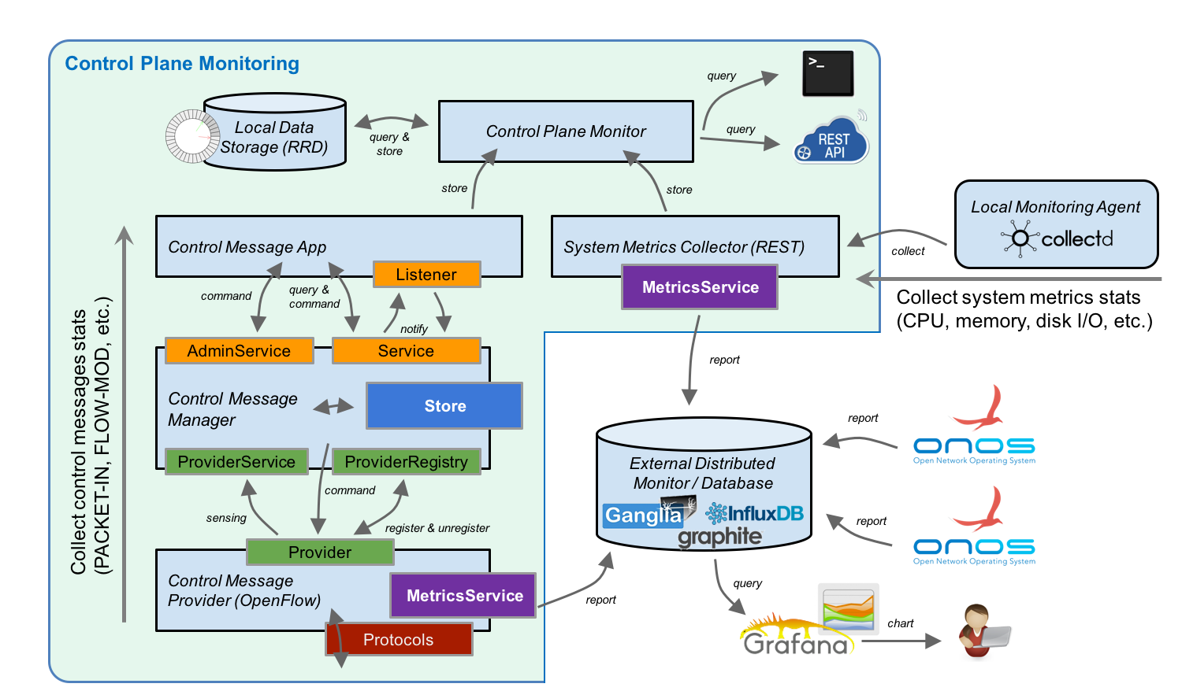 Control Plane Monitoring
>_
query
Local Data
Storage (RRD)
query &
store
Control Plane Monitor
query
REST
API
store
store
Local Monitoring Agent
collectd
Control Message App
System Metrics Collector (REST)
collect
Listener
MetricsService
Collect system metrics stats
(CPU, memory, disk I/O, etc.)
command
query &
command
notify
AdminService
Service
report
Control Message
Manager
Store
Collect control messages stats
(PACKET-IN, FLOW-MOD, etc.)
ProviderService
ProviderRegistry
External Distributed
Monitor / Database
Ganglia
InfluxDB
graphite
report
onos
Open Network Operating System
sensing
command
register & unregister
report
onos
Open Network Operating System
Provider
Control Message
Provider (OpenFlow)
MetricsService
report
query
Protocols
Grafana
chart